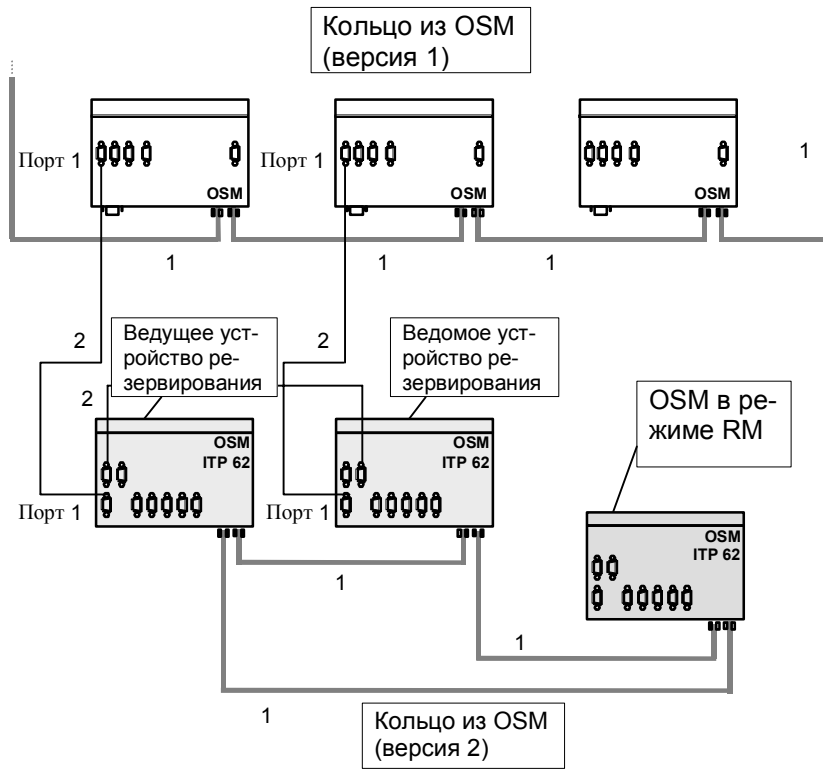 Кольцо из OSM
(версия 1)
Порт 1
Порт 1
1
OSM
OSM
OSM
1
1
1
2
Ведущее уст-
ройство ре-
зервирования
2
Ведомое уст-
ройство ре-
зервирования
2
OSM в ре-
жиме RM
OSM
ITP 62
OSM
ITP 62
Порт 1
Порт 1
OSM
ITP 62
1
1
1
Кольцо из OSM
(версия 2)